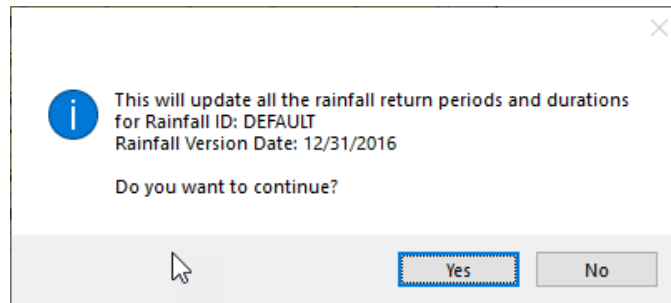 This will update all the rainfall return periods and durations
for Rainfall ID: DEFAULT
Rainfall Version Date: 12/31/2016
Do you want to continue?
Yes
No